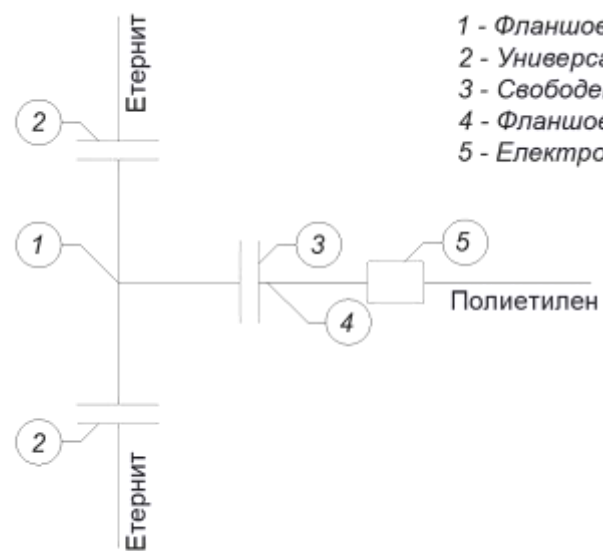 1 - Фланшое
2 - Универса
3 - Свободе
4 - Фланшое
5 - Електро
Етернит
2
1
3
5
4
Полиетилен
2
Етернит